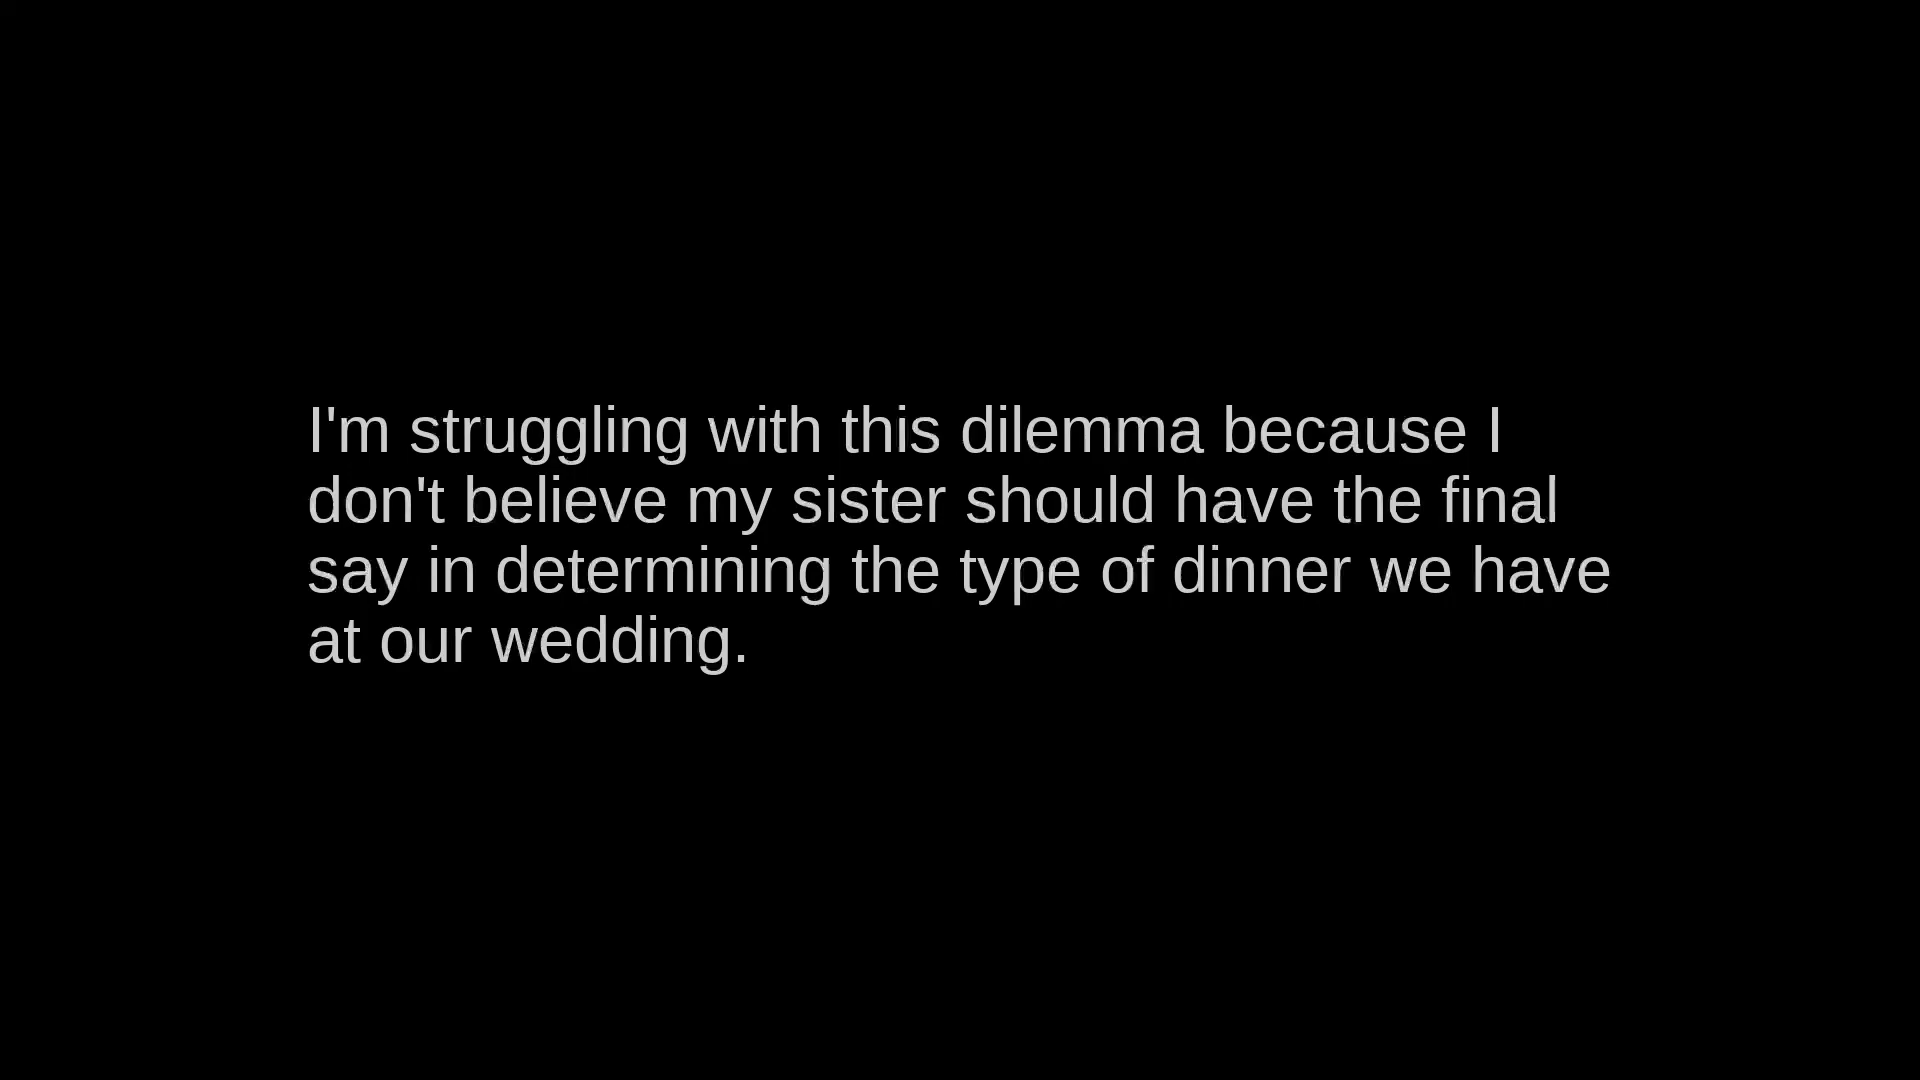 I'm struggling with this dilemma because I
don't believe my sister should have the final
say in determining the type of dinner we have
at our wedding.